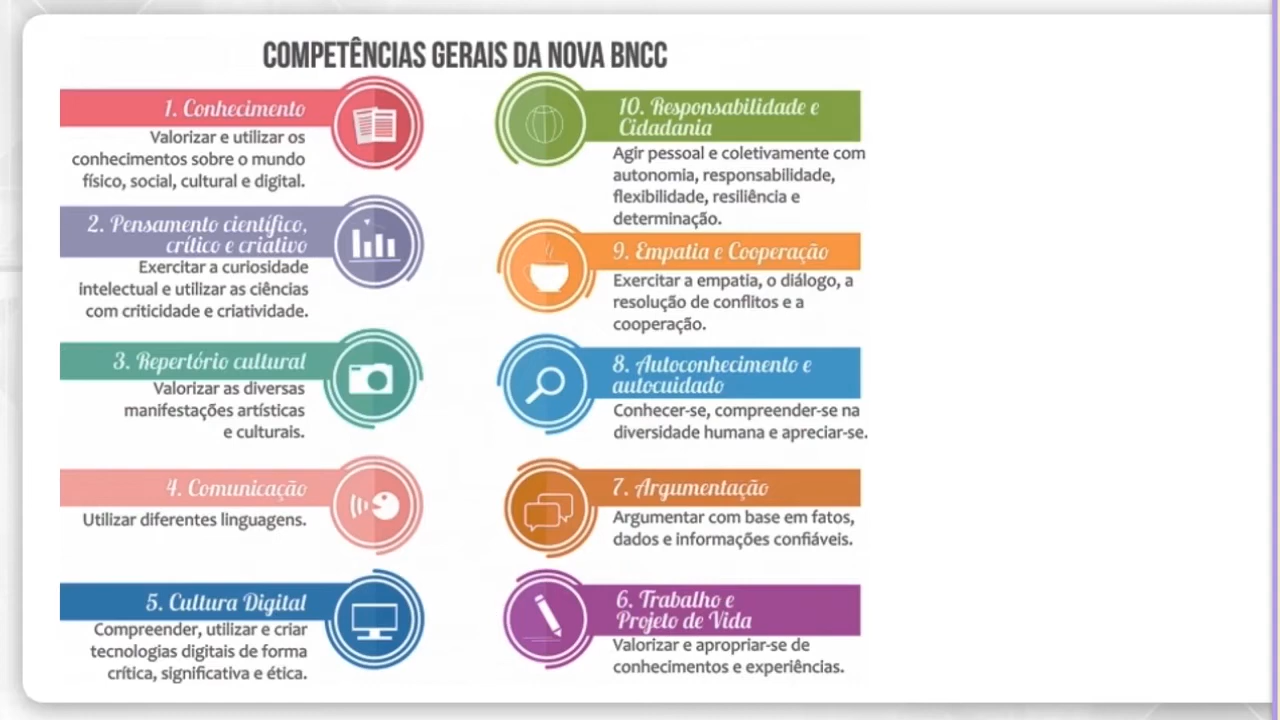 COMPETÊNCIAS GERAIS DA NOVA BNCC
1. Conhecimento
Valorizar e utilizar os
conhecimentos sobre o mundo
físico, social, cultural e digital.
2. Pensamento científico,
crítico e criativo
Exercitar a curiosidade
intelectual e utilizar as ciências
com criticidade e criatividade.
3. Repertório cultural
Valorizar as diversas
manifestações artísticas
e culturais.
4. Comunicação
Utilizar diferentes linguagens.
5. Cultura Digital
Compreender, utilizar e criar
tecnologias digitais de forma
crítica, significativa e ética.
10. Responsabilidade e
Cidadania
Agir pessoal e coletivamente com
autonomia, responsabilidade,
flexibilidade, resiliência e
determinação.
9. Empatia e Cooperação
Exercitar a empatia, o diálogo, a
resolução de conflitos e a
cooperação.
8. Autoconhecimento e
autocuidado
Conhecer-se, compreender-se na
diversidade humana e apreciar-se.
7. Argumentação
Argumentar com base em fatos,
dados e informações confiáveis.
6. Trabalho e
Projeto de Vida
Valorizar e apropriar-se de
conhecimentos e experiências.